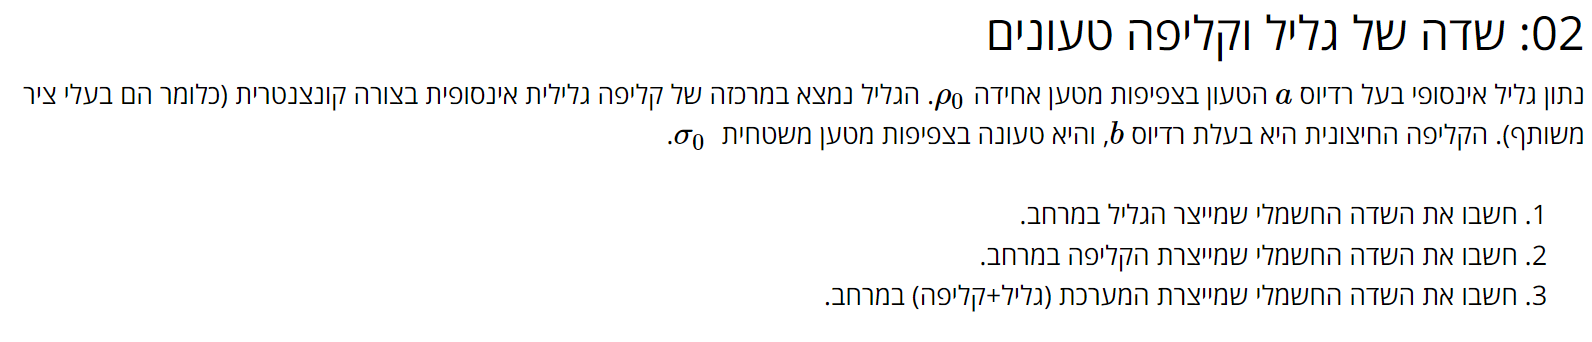 02: שדה של גליל וקליפה טעונים
נתון גליל אינסופי בעל רדיוס a הטעון בצפיפות מטען אחידה ρ₀. הגליל נמצא במרכזה של קליפה גלילית אינסופית בצורה קונצנטרית (כלומר הם בעלי ציר
משותף). הקליפה החיצונית היא בעלת רדיוס b, והיא טעונה בצפיפות מטען משטחית σ₀.
1. חשבו את השדה החשמלי שמייצר הגליל במרחב.
2. חשבו את השדה החשמלי שמייצרת הקליפה במרחב.
3. חשבו את השדה החשמלי שמייצרת המערכת (גליל+קליפה) במרחב.